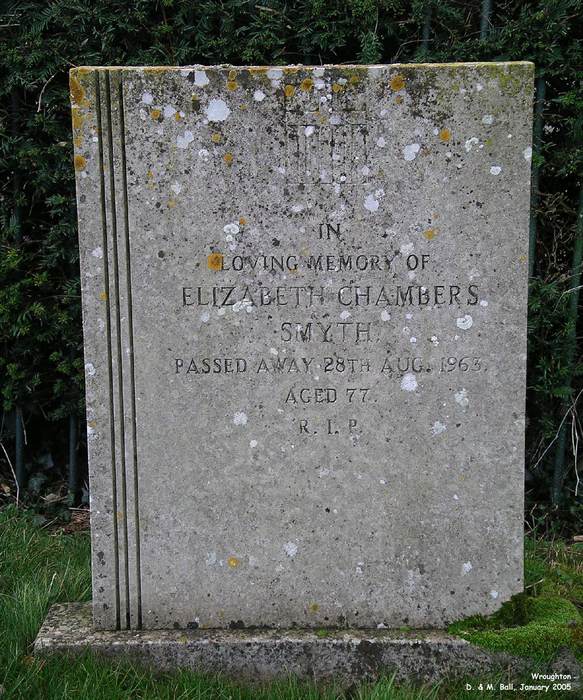 IN
LOVING MEMORY OF
ELIZABETH CHAMBERS
SMYTH.
PASSED AWAY 28TH AUG. 1963.
AGED 77.
R. I. P.
Wroughton
D. & M. Ball, January 2005